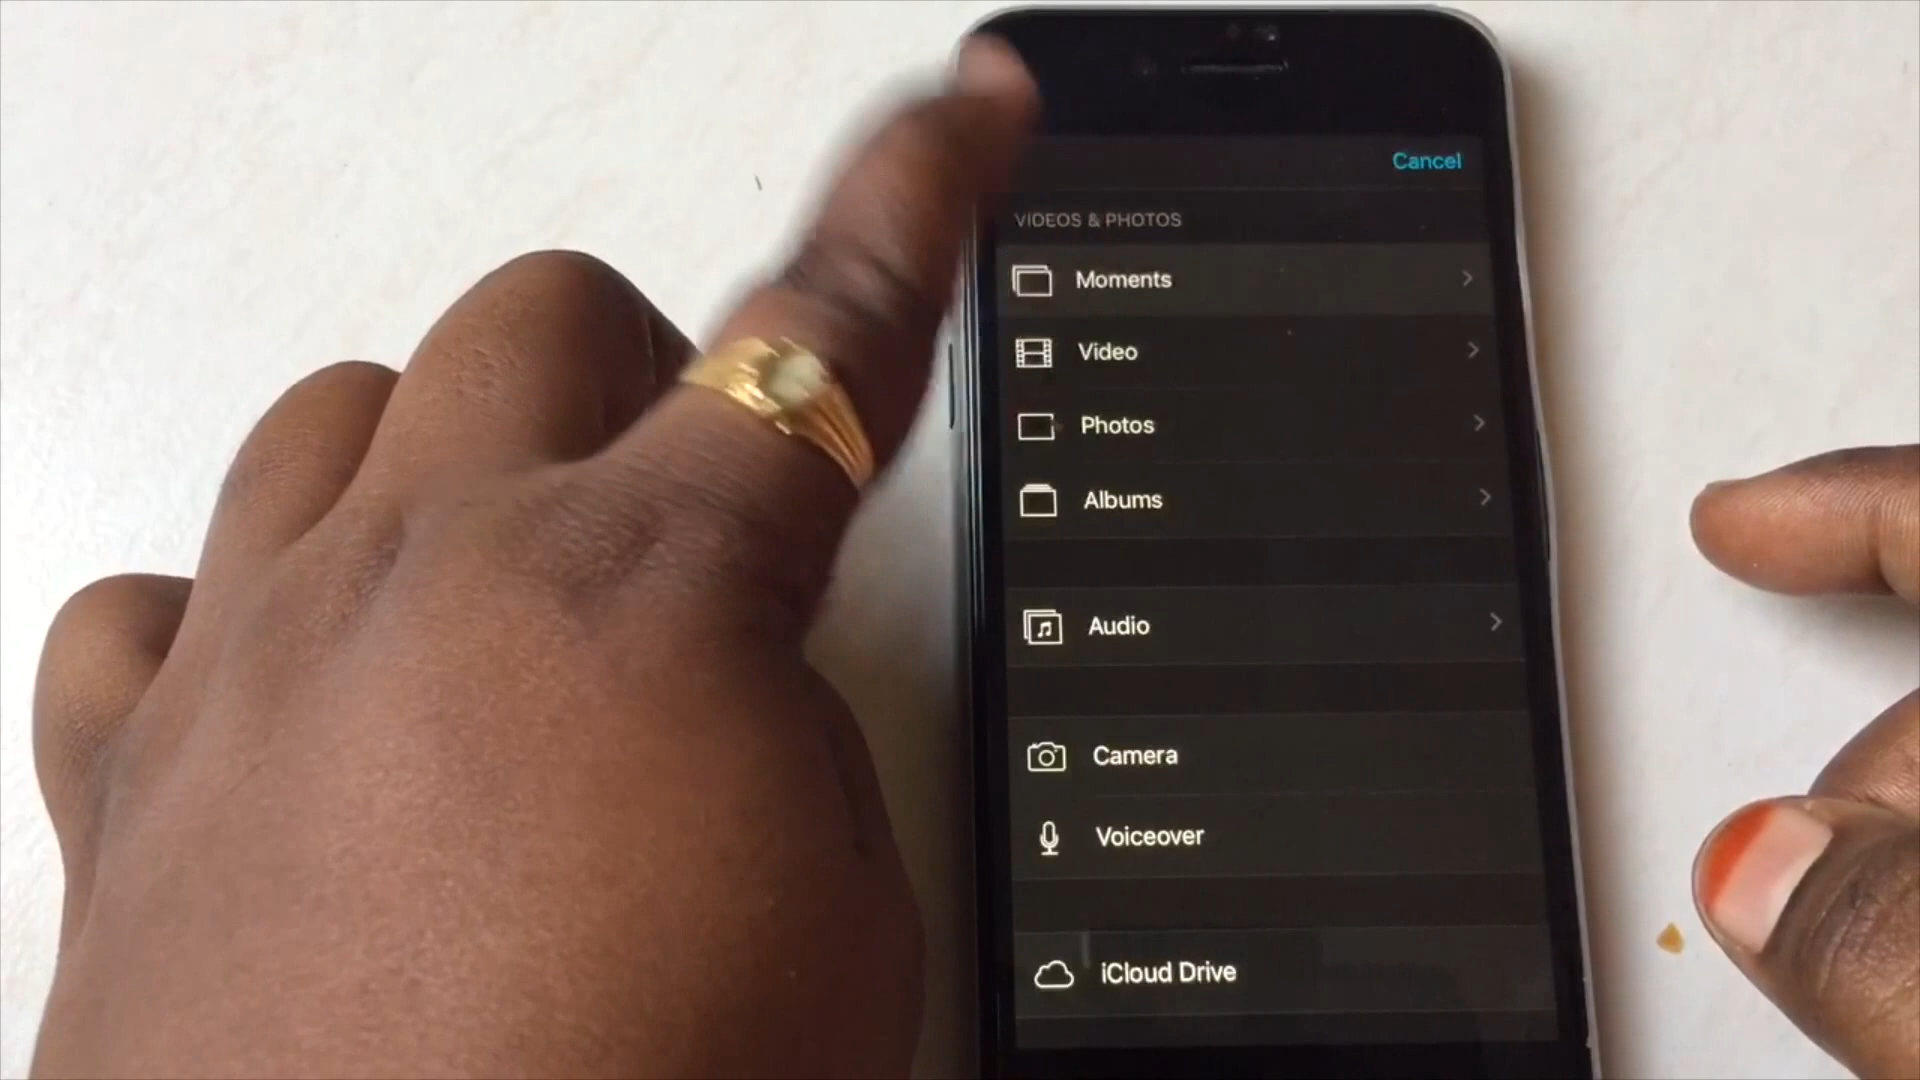 Cancel
VIDEOS & PHOTOS
Moments
Video
Photos
Albums
Audio
Camera
Voiceover
iCloud Drive